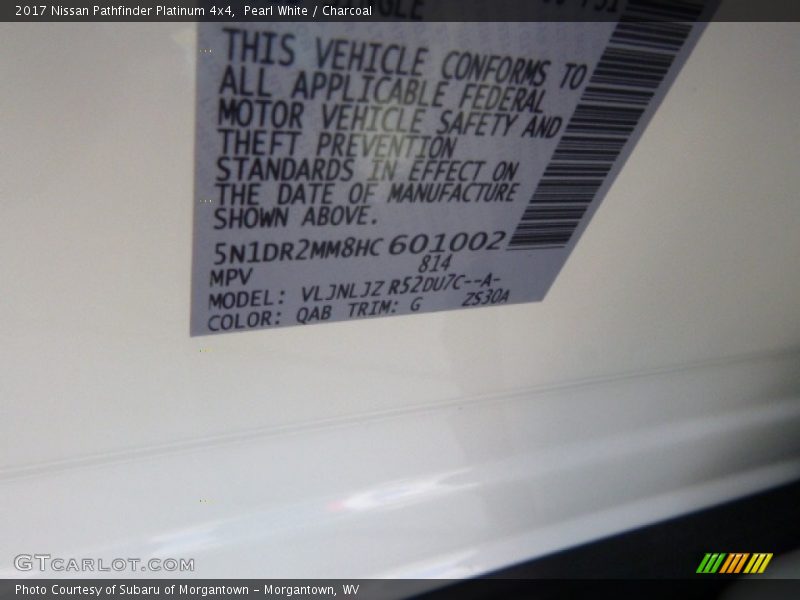 2017 Nissan Pathfinder Platinum 4x4, Pearl White / Charcoal
THIS VEHICLE CONFORMS TO
ALL APPLICABLE FEDERAL
MOTOR VEHICLE SAFETY AND
THEFT PREVENTION
STANDARDS IN EFFECT ON
THE DATE OF MANUFACTURE
SHOWN ABOVE.
5N1DR2MM8HC 601002
MPV 814
MODEL: VLJNLJZ R52DU7C--A-
COLOR: QAB TRIM: G ZS30A
GTCARLOT.COM
Photo Courtesy of Subaru of Morgantown - Morgantown, WV